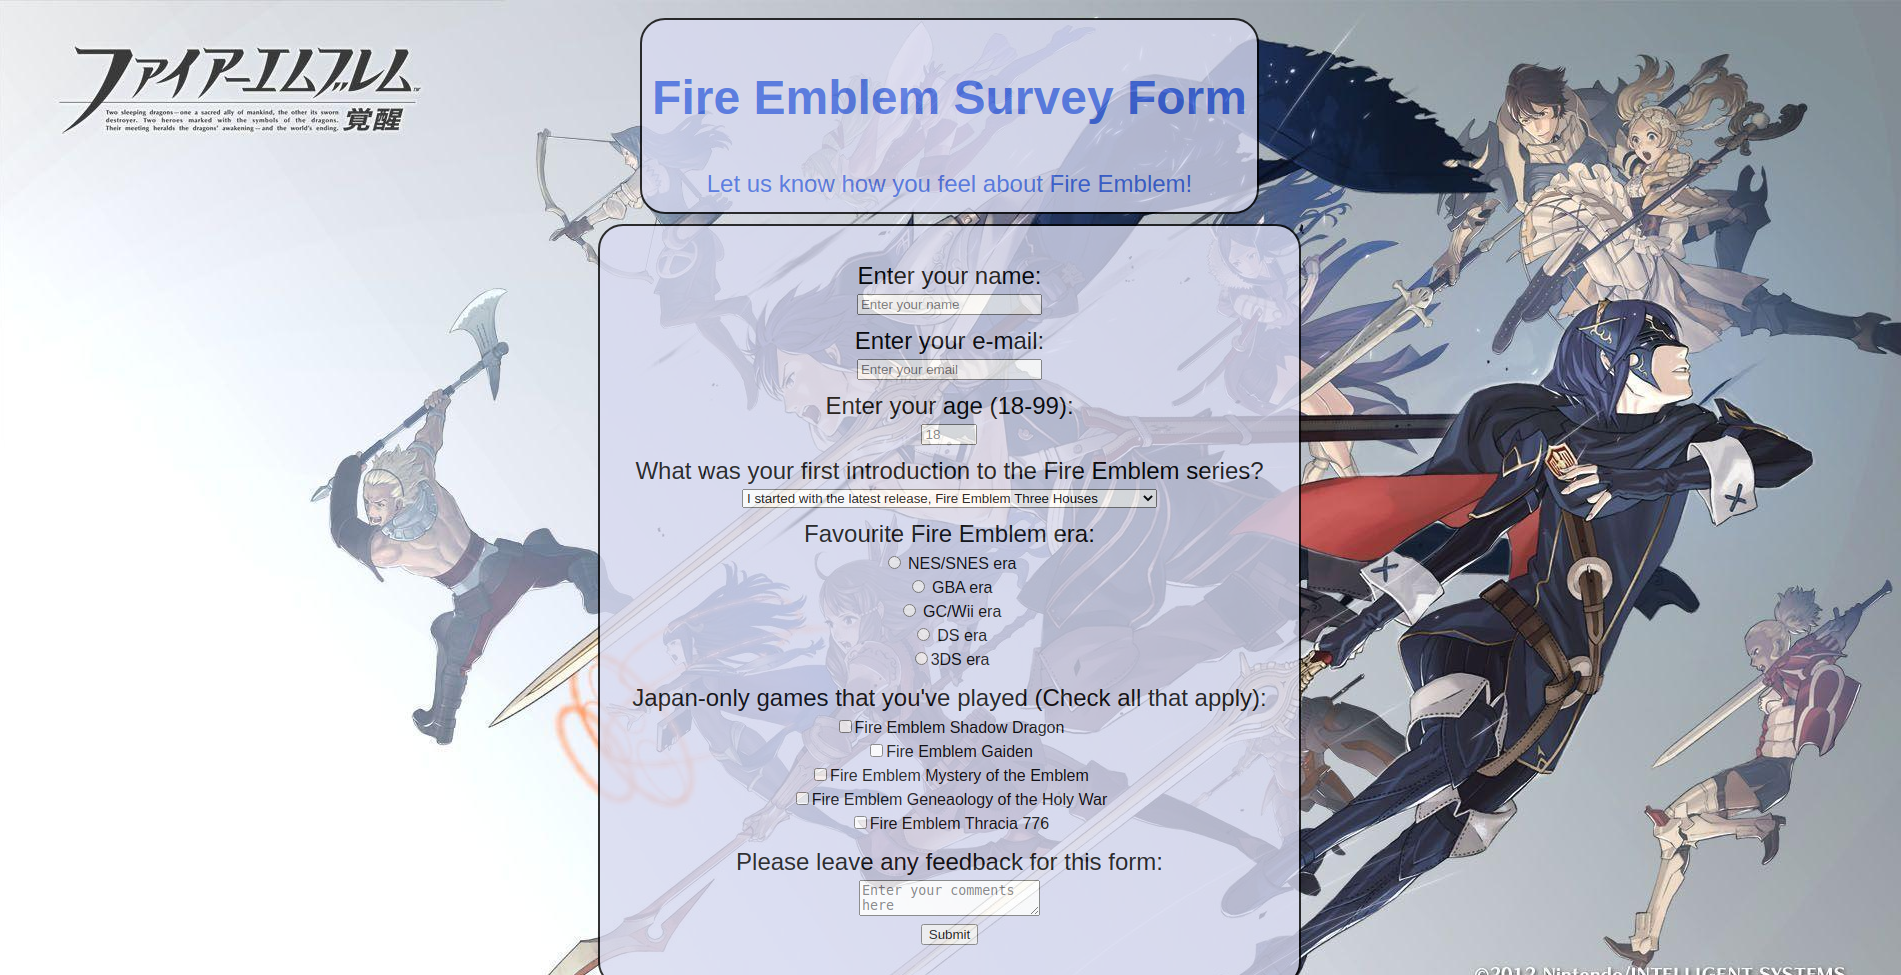 ファイアーエムブレム™
Two sleeping dragons—one a sacred ally of mankind, the other its sworn
destroyer. Two heroes marked with the symbols of the dragons.
Their meeting heralds the dragons' awakening—and the world's ending.
覚醒
Fire Emblem Survey Form
Let us know how you feel about Fire Emblem!
Enter your name:
Enter your name
Enter your e-mail:
Enter your email
Enter your age (18-99):
18
What was your first introduction to the Fire Emblem series?
I started with the latest release, Fire Emblem Three Houses
Favourite Fire Emblem era:
NES/SNES era
GBA era
GC/Wii era
DS era
3DS era
Japan-only games that you've played (Check all that apply):
Fire Emblem Shadow Dragon
Fire Emblem Gaiden
Fire Emblem Mystery of the Emblem
Fire Emblem Geneaology of the Holy War
Fire Emblem Thracia 776
Please leave any feedback for this form:
Enter your comments
here
Submit
©2012 Nintendo/INTELLIGENT SYSTEMS